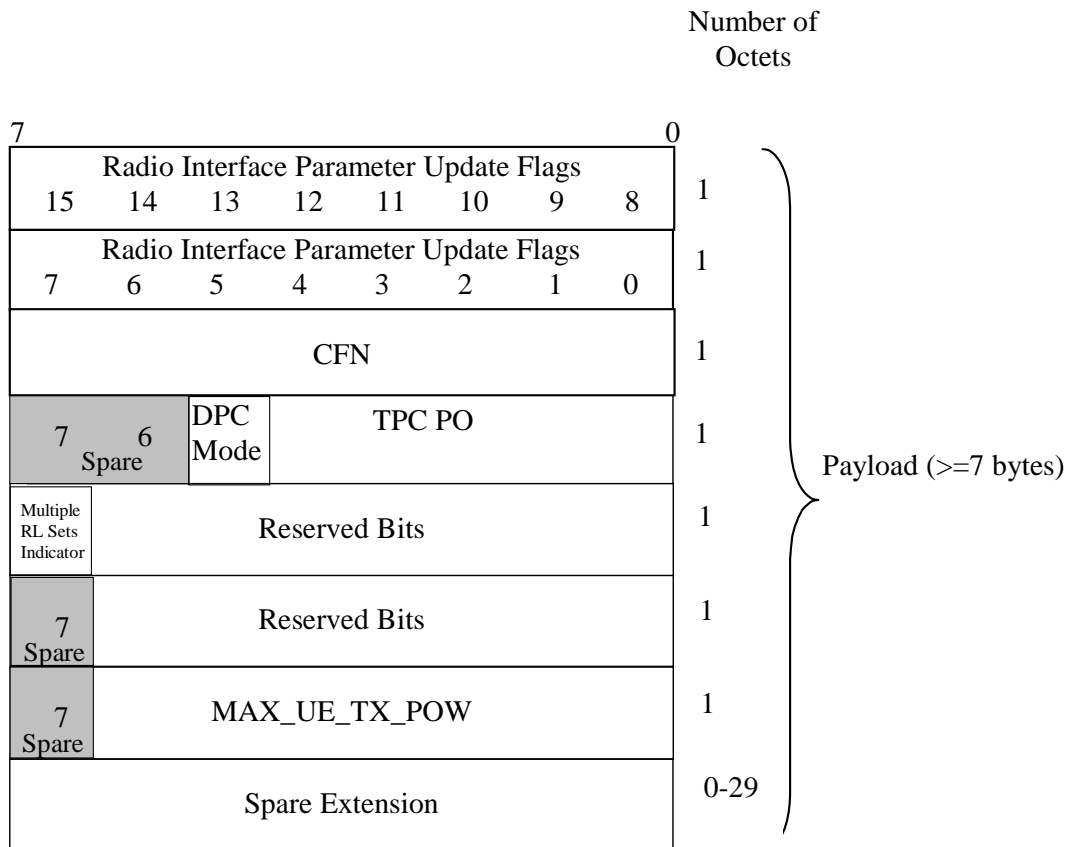 Number of
Octets
7 0
Radio Interface Parameter Update Flags
15 14 13 12 11 10 9 8
1
Radio Interface Parameter Update Flags
7 6 5 4 3 2 1 0
1
CFN
1
7 6
Spare
DPC
Mode
TPC PO
1
Payload (>=7 bytes)
Multiple
RL Sets
Indicator
Reserved Bits
1
7
Spare
Reserved Bits
1
7
Spare
MAX_UE_TX_POW
1
Spare Extension
0-29